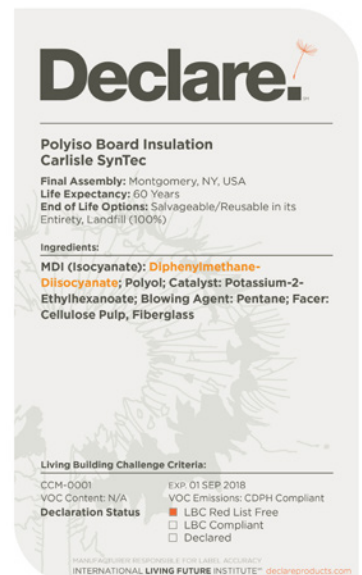 Declare.
Polyiso Board Insulation
Carlisle SynTec
Final Assembly: Montgomery, NY, USA
Life Expectancy: 60 Years
End of Life Options: Salvageable/Reusable in its
Entirety, Landfill (100%)
Ingredients:
MDI (Isocyanate): Diphenylmethane-
Diisocyanate; Polyol; Catalyst: Potassium-2-
Ethylhexanoate; Blowing Agent: Pentane; Facer:
Cellulose Pulp, Fiberglass
Living Building Challenge Criteria:
CCM-0001 EXP. 01 SEP 2018
VOC Content: N/A VOC Emissions: CDPH Compliant
Declaration Status ■ LBC Red List Free
□ LBC Compliant
□ Declared
MANUFACTURER RESPONSIBLE FOR LABEL ACCURACY
INTERNATIONAL LIVING FUTURE INSTITUTE™ declareproducts.com